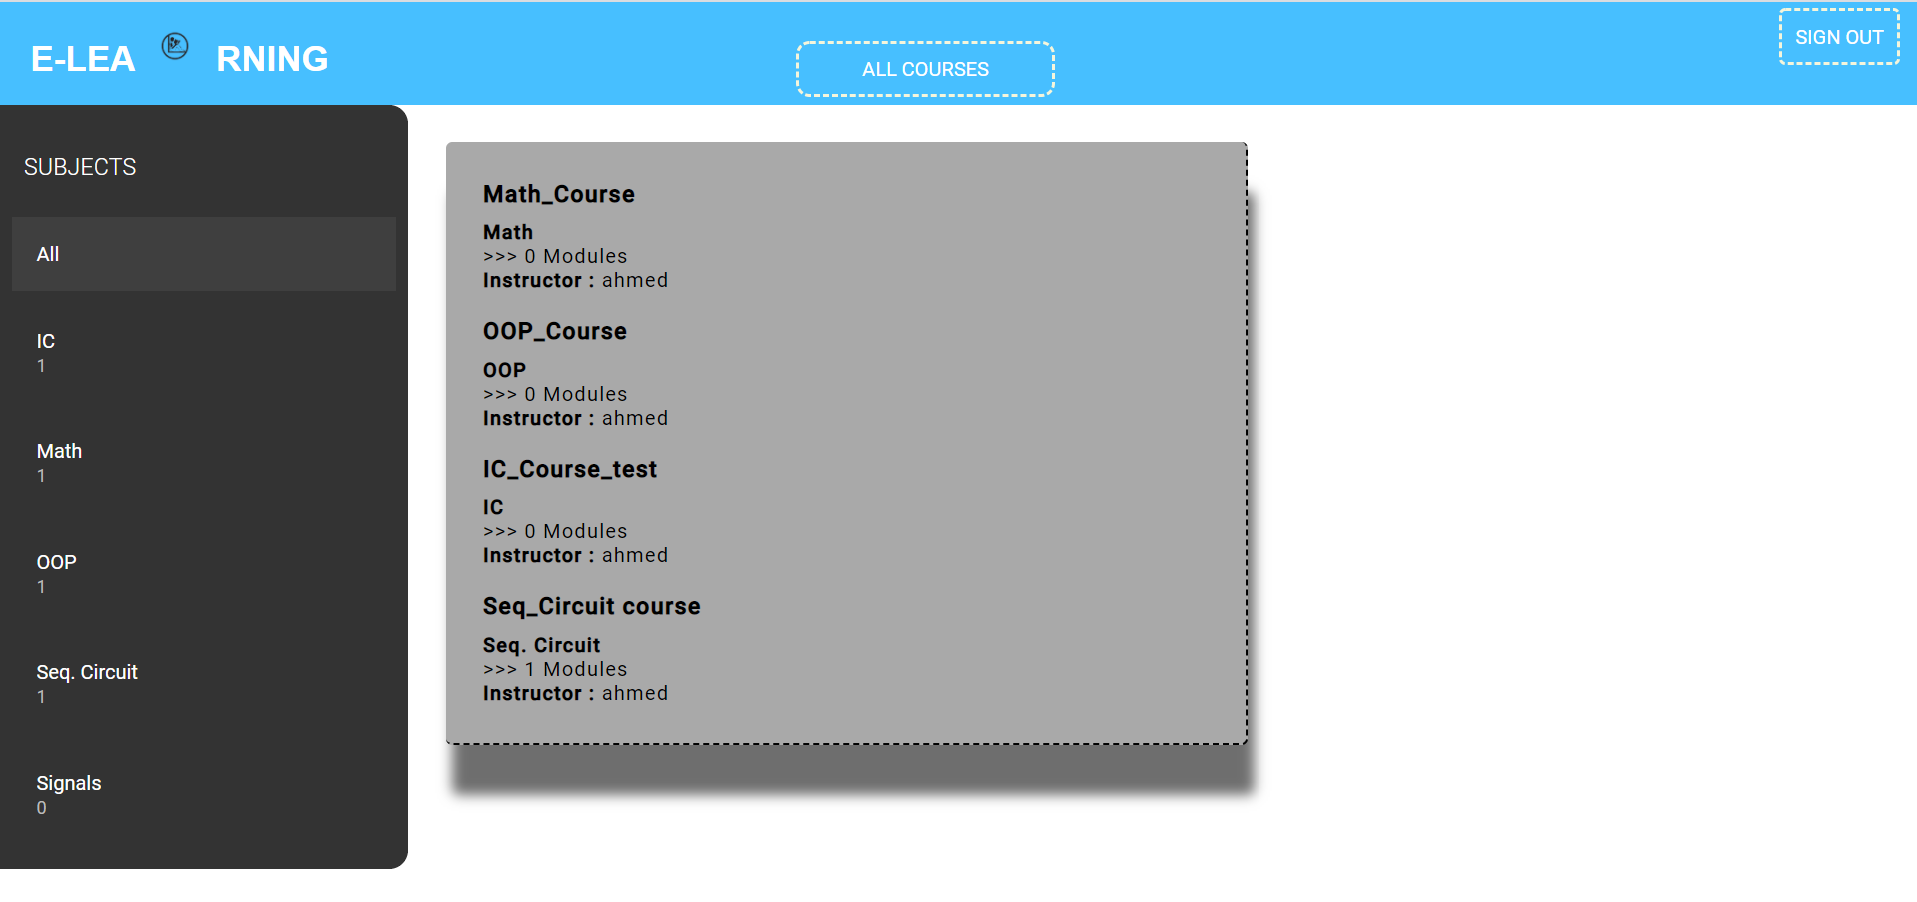 E-LEA RNING
ALL COURSES
SIGN OUT
SUBJECTS
All
IC
1
Math
1
OOP
1
Seq. Circuit
1
Signals
0
Math_Course
Math
>>> 0 Modules
Instructor : ahmed
OOP_Course
OOP
>>> 0 Modules
Instructor : ahmed
IC_Course_test
IC
>>> 0 Modules
Instructor : ahmed
Seq_Circuit course
Seq. Circuit
>>> 1 Modules
Instructor : ahmed